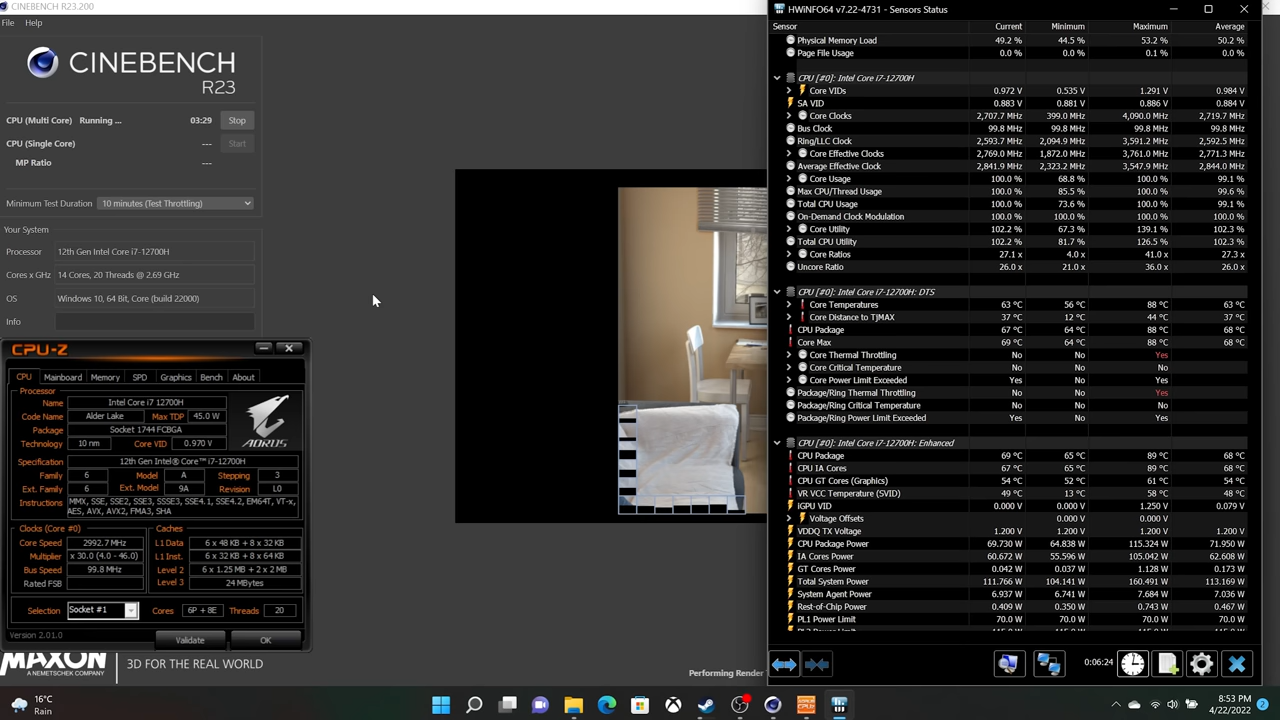 CINEBENCH R23.200
File Help
CINEBENCH
R23
CPU (Multi Core) Running ... 03:29 Stop
CPU (Single Core) --- Start
MP Ratio ---
Minimum Test Duration 10 minutes (Test Throttling)
Your System
Processor 12th Gen Intel Core i7-12700H
Cores x GHz 14 Cores, 20 Threads @ 2.69 GHz
OS Windows 10, 64 Bit, Core (build 22000)
Info
CPU-Z
CPU Mainboard Memory SPD Graphics Bench About
Processor
Name Intel Core i7 12700H
Code Name Alder Lake Max TDP 45.0 W
Package Socket 1744 FCBGA
Technology 10 nm Core VID 0.970 V
AORUS
Specification 12th Gen Intel® Core™ i7-12700H
Family 6 Model A Stepping 3
Ext. Family 6 Ext. Model 9A Revision L0
Instructions MMX, SSE, SSE2, SSE3, SSSE3, SSE4.1, SSE4.2, EM64T, VT-x,
AES, AVX, AVX2, FMA3, SHA
Clocks (Core #0) Caches
Core Speed 2992.7 MHz L1 Data 6 x 48 KB + 8 x 32 KB
Multiplier x 30.0 (4.0 - 46.0) L1 Inst. 6 x 32 KB + 8 x 64 KB
Bus Speed 99.8 MHz Level 2 6 x 1.25 MB + 2 x 2 MB
Rated FSB Level 3 24 MBytes
Selection Socket #1 Cores 6P + 8E Threads 20
Version 2.01.0 Validate OK
MAXON
A NEMETSCHEK COMPANY
3D FOR THE REAL WORLD
Performing Render
HWiNFO64 v7.22-4731 - Sensors Status
Sensor Current Minimum Maximum Average
Physical Memory Load 49.2 % 44.5 % 53.2 % 50.2 %
Page File Usage 0.0 % 0.0 % 0.1 % 0.0 %
CPU [#0]: Intel Core i7-12700H
Core VIDs 0.972 V 0.535 V 1.291 V 0.984 V
SA VID 0.883 V 0.881 V 0.886 V 0.884 V
Core Clocks 2,707.7 MHz 399.0 MHz 4,090.0 MHz 2,719.7 MHz
Bus Clock 99.8 MHz 99.8 MHz 99.8 MHz 99.8 MHz
Ring/LLC Clock 2,593.7 MHz 2,094.9 MHz 3,591.2 MHz 2,592.5 MHz
Core Effective Clocks 2,769.0 MHz 1,872.0 MHz 3,761.0 MHz 2,771.3 MHz
Average Effective Clock 2,841.9 MHz 2,323.2 MHz 3,547.9 MHz 2,844.0 MHz
Core Usage 100.0 % 68.8 % 100.0 % 99.1 %
Max CPU/Thread Usage 100.0 % 85.5 % 100.0 % 99.6 %
Total CPU Usage 100.0 % 73.6 % 100.0 % 99.1 %
On-Demand Clock Modulation 100.0 % 100.0 % 100.0 % 100.0 %
Core Utility 102.2 % 67.3 % 139.1 % 102.3 %
Total CPU Utility 102.2 % 81.7 % 126.5 % 102.3 %
Core Ratios 27.1 x 4.0 x 41.0 x 27.3 x
Uncore Ratio 26.0 x 21.0 x 36.0 x 26.0 x
CPU [#0]: Intel Core i7-12700H: DTS
Core Temperatures 63 °C 56 °C 88 °C 63 °C
Core Distance to TjMAX 37 °C 12 °C 44 °C 37 °C
CPU Package 67 °C 64 °C 88 °C 68 °C
Core Max 69 °C 64 °C 88 °C 68 °C
Core Thermal Throttling No No Yes
Core Critical Temperature No No No
Core Power Limit Exceeded Yes No Yes
Package/Ring Thermal Throttling No No Yes
Package/Ring Critical Temperature No No No
Package/Ring Power Limit Exceeded Yes No Yes
CPU [#0]: Intel Core i7-12700H: Enhanced
CPU Package 69 °C 65 °C 89 °C 68 °C
CPU IA Cores 67 °C 65 °C 89 °C 68 °C
CPU GT Cores (Graphics) 54 °C 52 °C 61 °C 54 °C
VR VCC Temperature (SVID) 49 °C 13 °C 58 °C 48 °C
iGPU VID 0.000 V 0.000 V 1.250 V 0.079 V
Voltage Offsets 0.000 V 0.000 V
VDDQ TX Voltage 1.200 V 1.200 V 1.200 V 1.200 V
CPU Package Power 69.730 W 64.838 W 115.324 W 71.950 W
IA Cores Power 60.672 W 55.596 W 105.042 W 62.608 W
GT Cores Power 0.042 W 0.037 W 1.128 W 0.173 W
Total System Power 111.766 W 104.141 W 160.491 W 113.169 W
System Agent Power 6.937 W 6.741 W 7.684 W 7.036 W
Rest-of-Chip Power 0.409 W 0.350 W 0.743 W 0.467 W
PL1 Power Limit 70.0 W 70.0 W 70.0 W 70.0 W
0:06:24
16°C
Rain
8:53 PM
4/22/2022
2